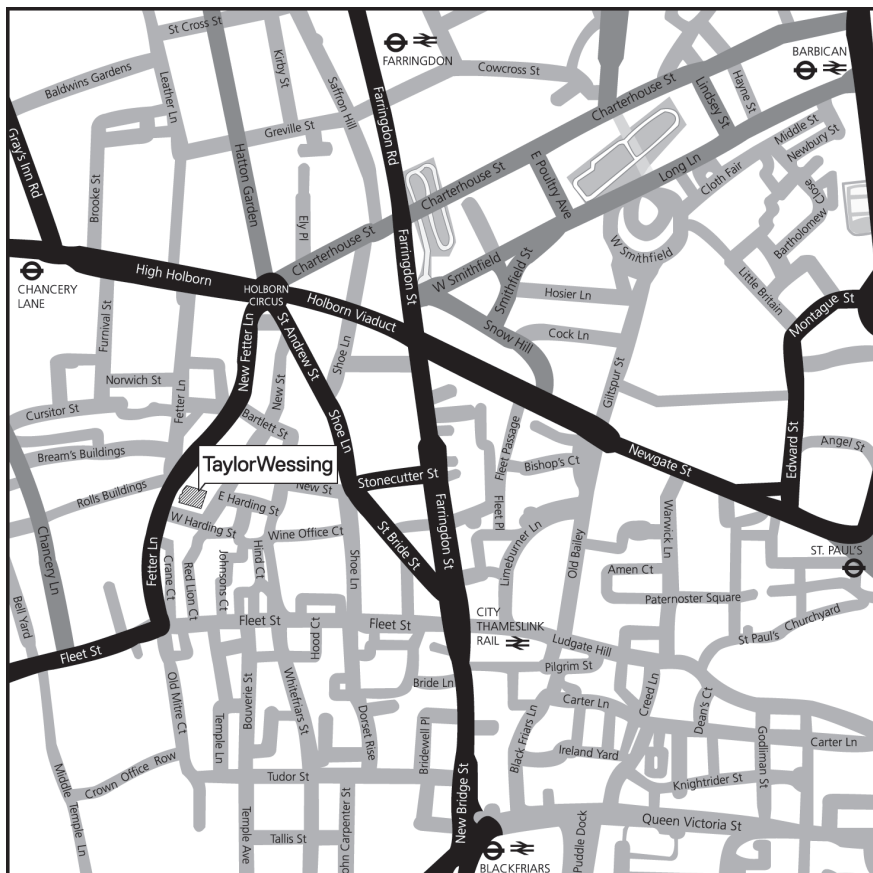 St Cross St
FARRINGDON
BARBICAN
Kirby St
Baldwins Gardens
Leather Ln
Saffron Hill
Cowcross St
Charterhouse St
Lindsey St
Hayne St
Farringdon Rd
Greville St
Middle St
Newbury St
Gray's Inn Rd
Hatton Garden
E Poultry Ave
Long Ln
Cloth Fair
Brooke St
Charterhouse St
Close
Bartholomew
Ely Pl
Charterhouse St
Farringdon St
W Smithfield
W Smithfield
Smithfield St
Little Britain
CHANCERY
LANE
High Holborn
HOLBORN
CIRCUS
Holborn Viaduct
Hosier Ln
Montague St
Furnival St
New Fetter Ln
St Andrew St
Shoe Ln
Snow Hill
Cock Ln
Giltspur St
Norwich St
Fetter Ln
New St
Cursitor St
Bartlett St
Shoe Ln
Fleet Passage
Newgate St
Edward St
Angel St
Bream's Buildings
TaylorWessing
Stonecutter St
Bishop's Ct
Rolls Buildings
E Harding St
New St
Farringdon St
Fleet Pl
W Harding St
Wine Office Ct
St Bride St
Limeburner Ln
Old Bailey
Warwick Ln
ST. PAUL'S
Chancery Ln
Fetter Ln
Crane Ct
Red Lion Ct
Johnsons Ct
Hind Ct
Shoe Ln
Amen Ct
Paternoster Square
Bell Yard
Fleet St
Hood Ct
Fleet St
CITY
THAMESLINK
RAIL
Ludgate Hill
St Paul's Churchyard
Fleet St
Pilgrim St
Old Mitre Ct
Bouverie St
Whitefriars St
Bride Ln
Carter Ln
Creed Ln
Dean's Ct
Temple Ln
Dorset Rise
Bridewell Pl
Black Friars Ln
Ireland Yard
Godliman St
Carter Ln
Middle Temple Ln
Crown Office Row
Tudor St
New Bridge St
Knightrider St
Temple Ave
Tallis St
John Carpenter St
Puddle Dock
Queen Victoria St
BLACKFRIARS